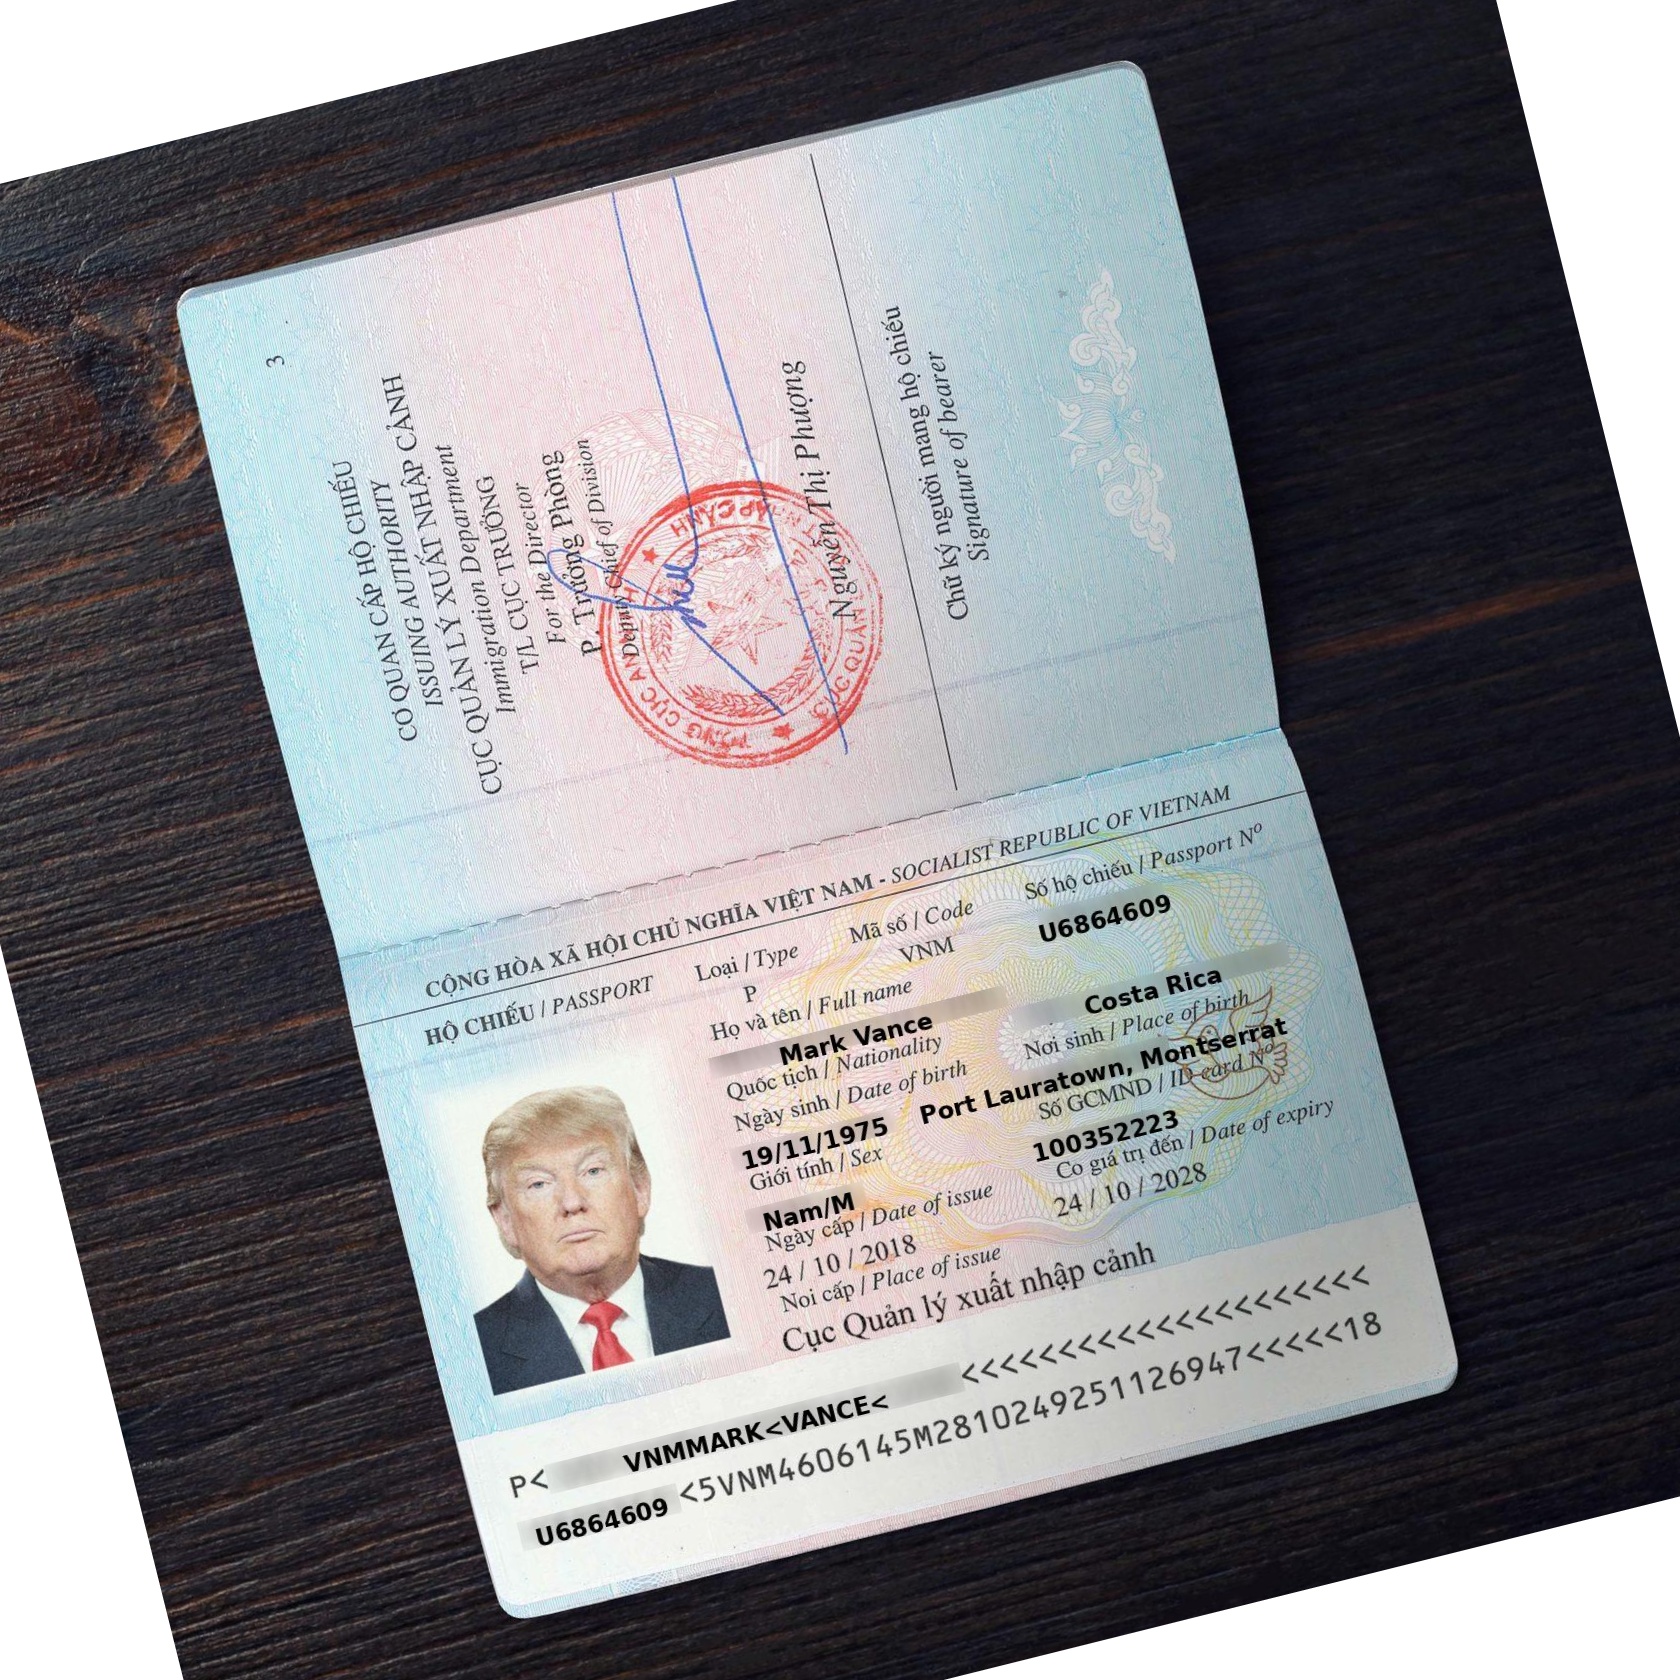 3
CƠ QUAN CẤP HỘ CHIẾU
ISSUING AUTHORITY
CỤC QUẢN LÝ XUẤT NHẬP CẢNH
Immigration Department
T/L CỤC TRƯỞNG
For the Director
P. Trưởng Phòng
Deputy Chief of Division
Nguyễn Thị Phượng
Chữ ký người mang hộ chiếu
Signature of bearer
CỘNG HÒA XÃ HỘI CHỦ NGHĨA VIỆT NAM - SOCIALIST REPUBLIC OF VIETNAM
HỘ CHIẾU / PASSPORT
Loại / Type
Mã số / Code
Số hộ chiếu / Passport Nº
P
VNM
U6864609
Họ và tên / Full name
Mark Vance
Costa Rica
Quốc tịch / Nationality
Nơi sinh / Place of birth
Port Lauratown, Montserrat
Ngày sinh / Date of birth
Số GCMND / ID card Nº
19/11/1975
100352223
Giới tính / Sex
Co giá trị đến / Date of expiry
Nam/M
24 / 10 / 2028
Ngày cấp / Date of issue
24 / 10 / 2018
Noi cấp / Place of issue
Cục Quản lý xuất nhập cảnh
P< VNMMARK<VANCE< <<<<<<<<<<<<<<<<<<<<<
U6864609 <5VNM4606145M2810249251126947<<<<<18